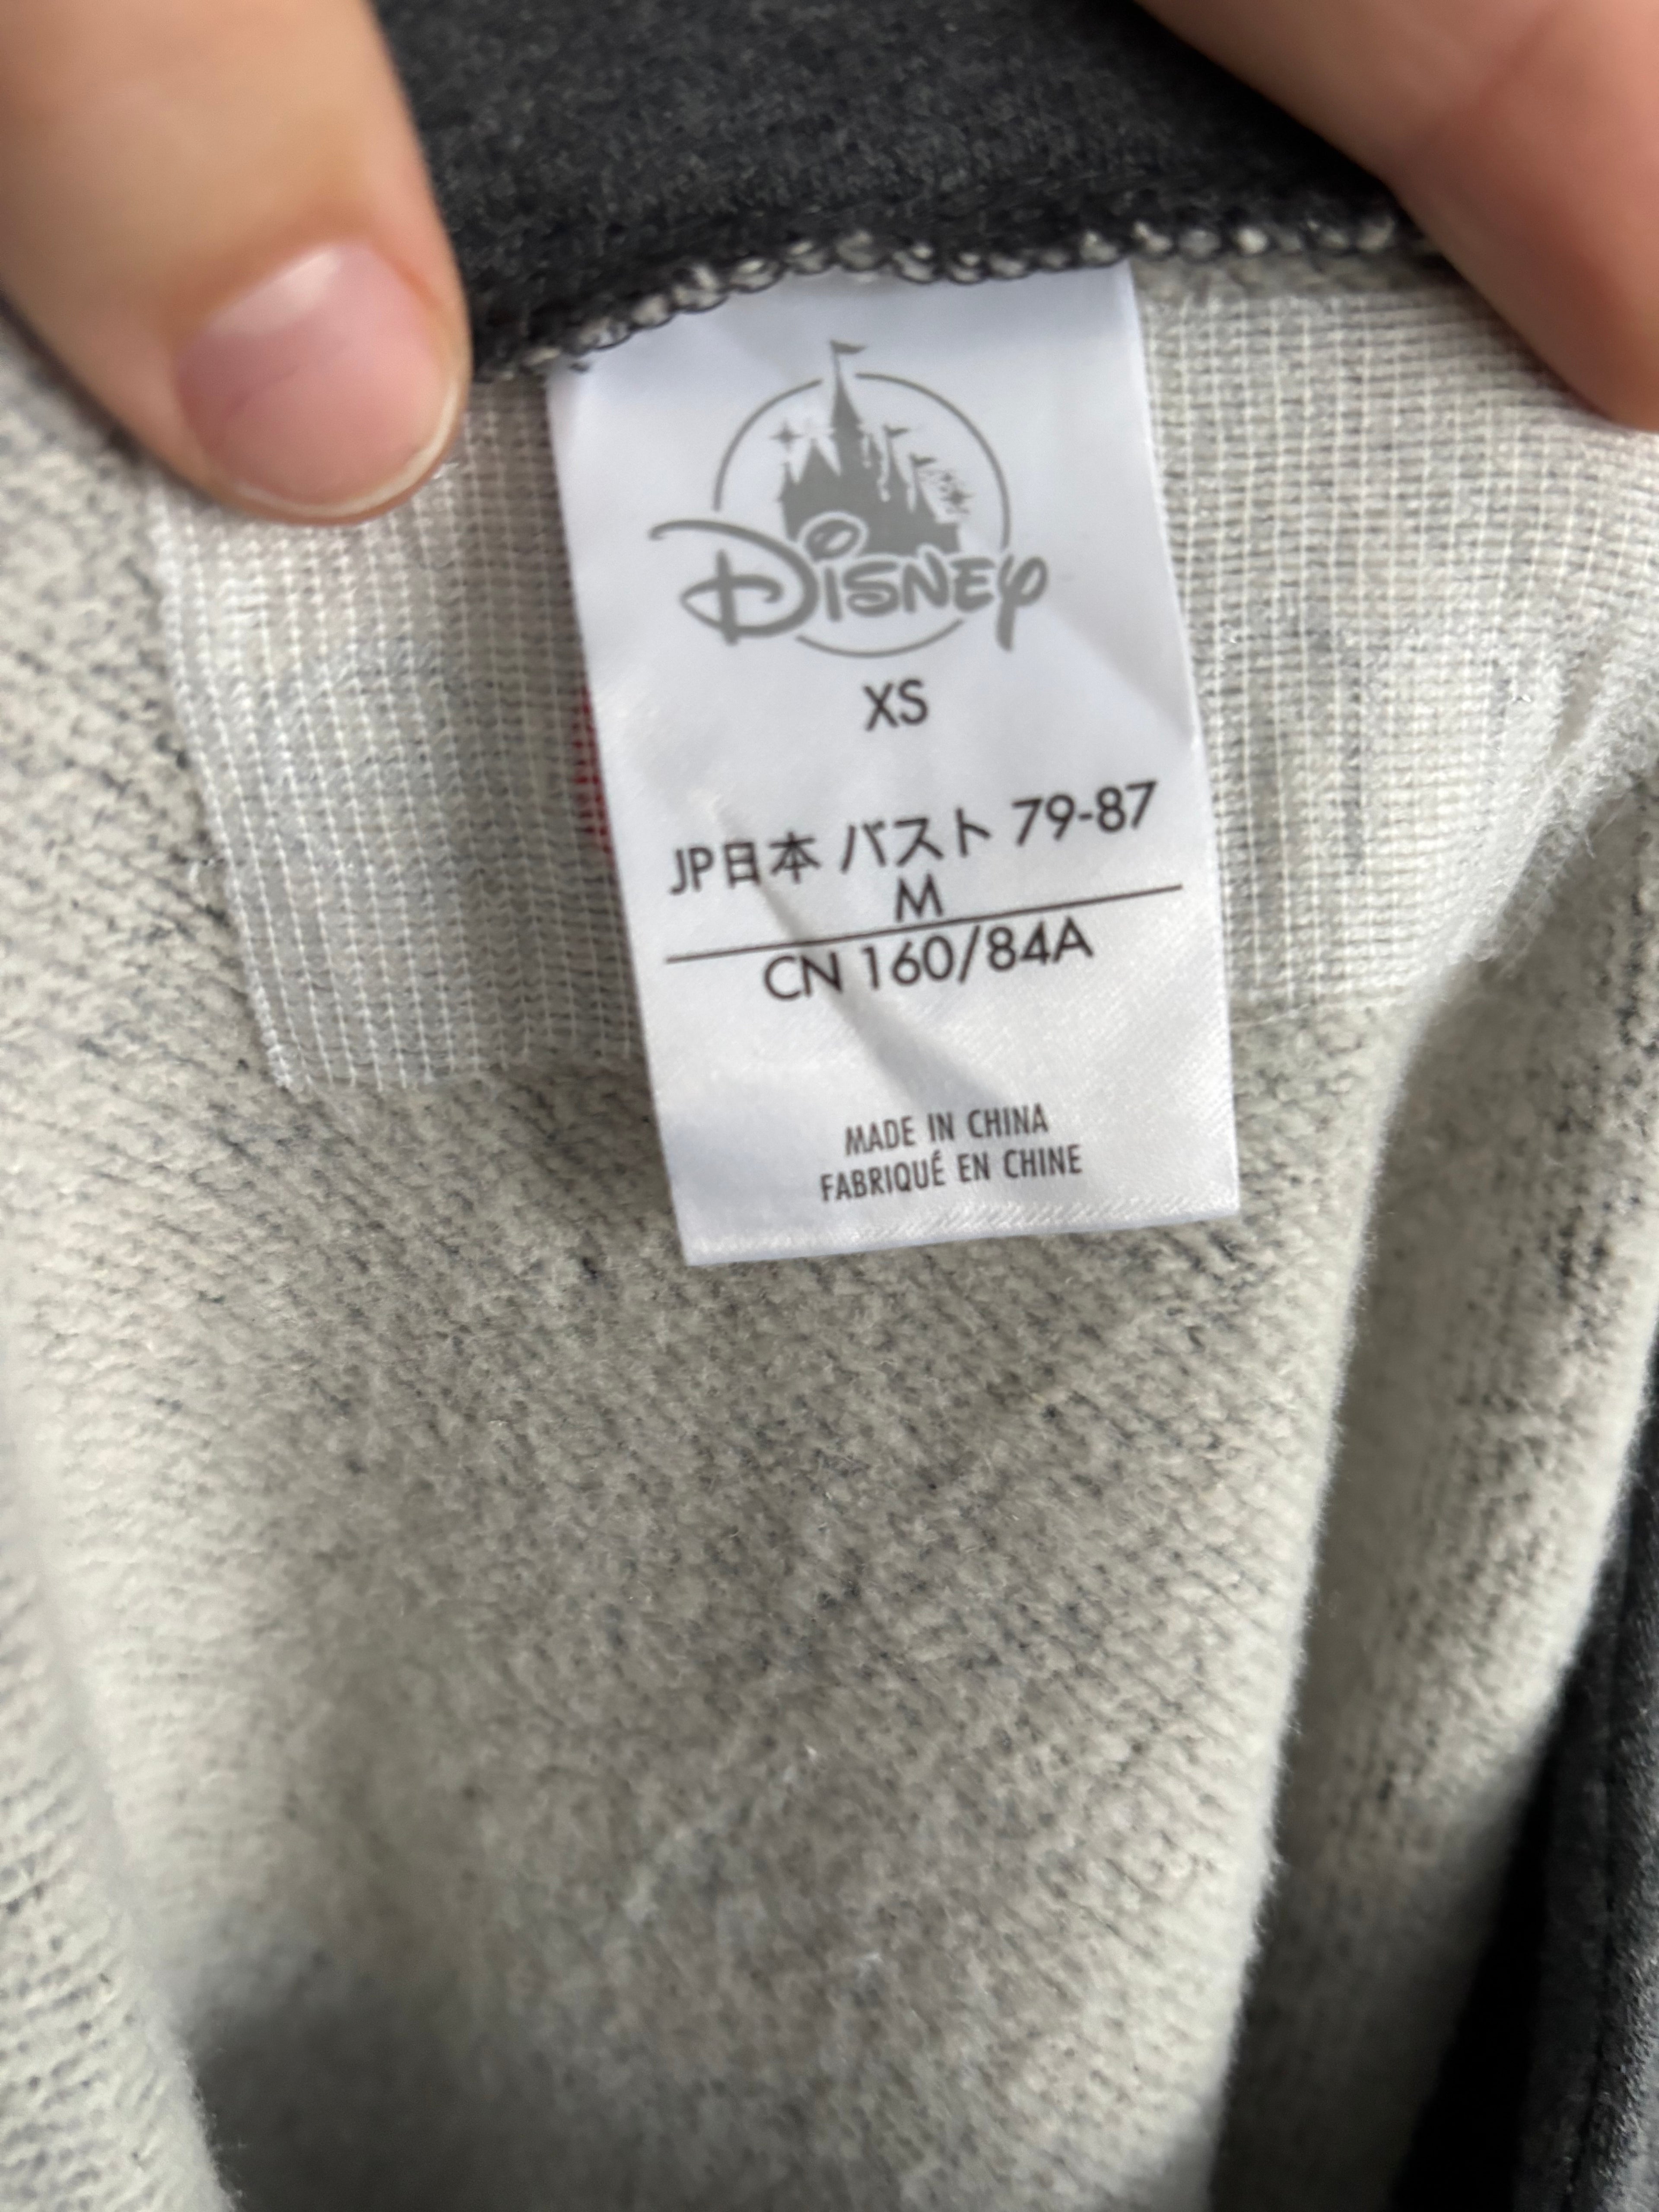 Disney
XS
JP日本 バスト 79-87
M
CN 160/84A
MADE IN CHINA
FABRIQUÉ EN CHINE